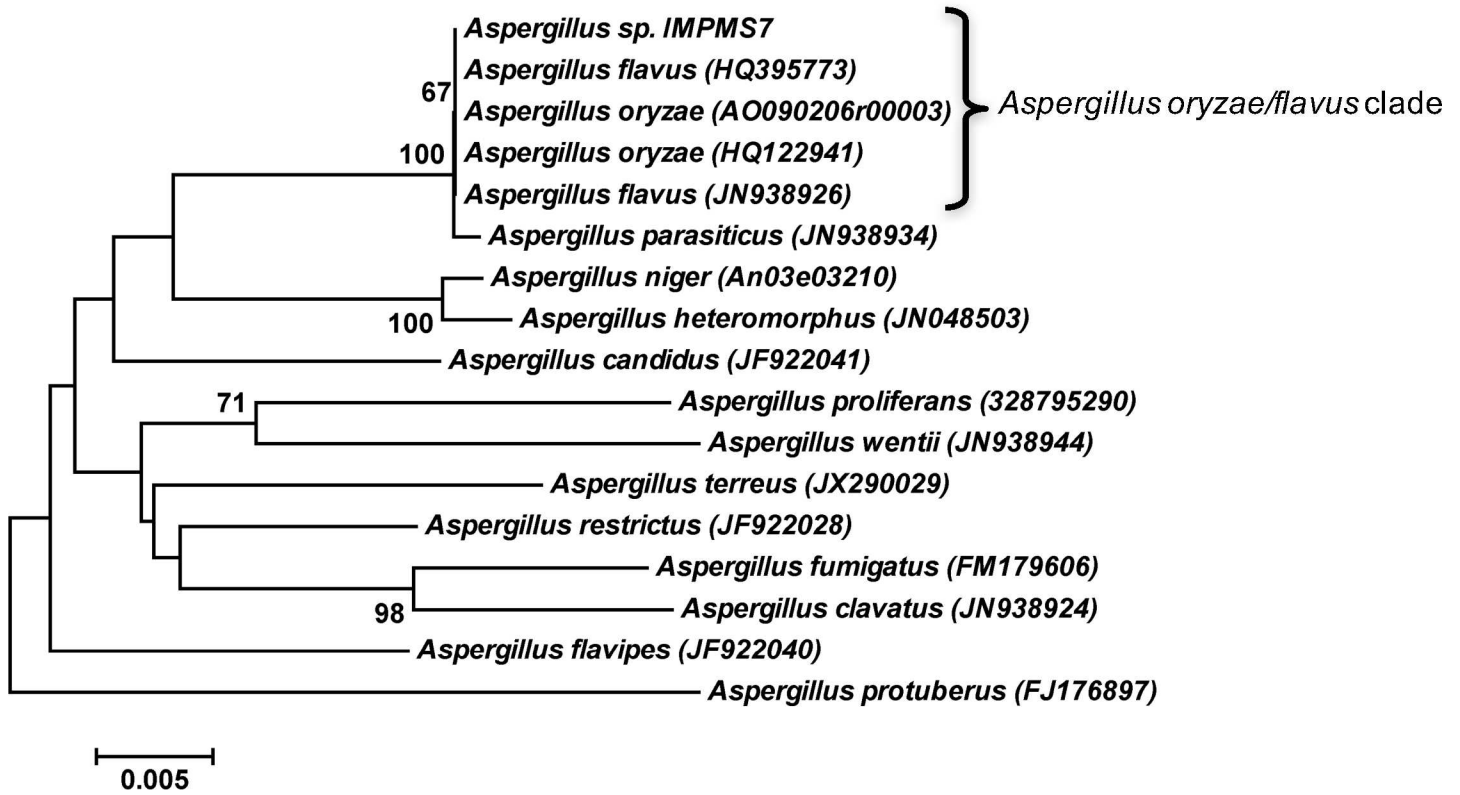 Aspergillus sp. IMPMS7
Aspergillus flavus (HQ395773)
67
Aspergillus oryzae (AO090206r00003)
Aspergillus oryzae/flavus clade
100
Aspergillus oryzae (HQ122941)
Aspergillus flavus (JN938926)
Aspergillus parasiticus (JN938934)
Aspergillus niger (An03e03210)
100
Aspergillus heteromorphus (JN048503)
Aspergillus candidus (JF922041)
71
Aspergillus proliferans (328795290)
Aspergillus wentii (JN938944)
Aspergillus terreus (JX290029)
Aspergillus restrictus (JF922028)
Aspergillus fumigatus (FM179606)
98
Aspergillus clavatus (JN938924)
Aspergillus flavipes (JF922040)
Aspergillus protuberus (FJ176897)
0.005